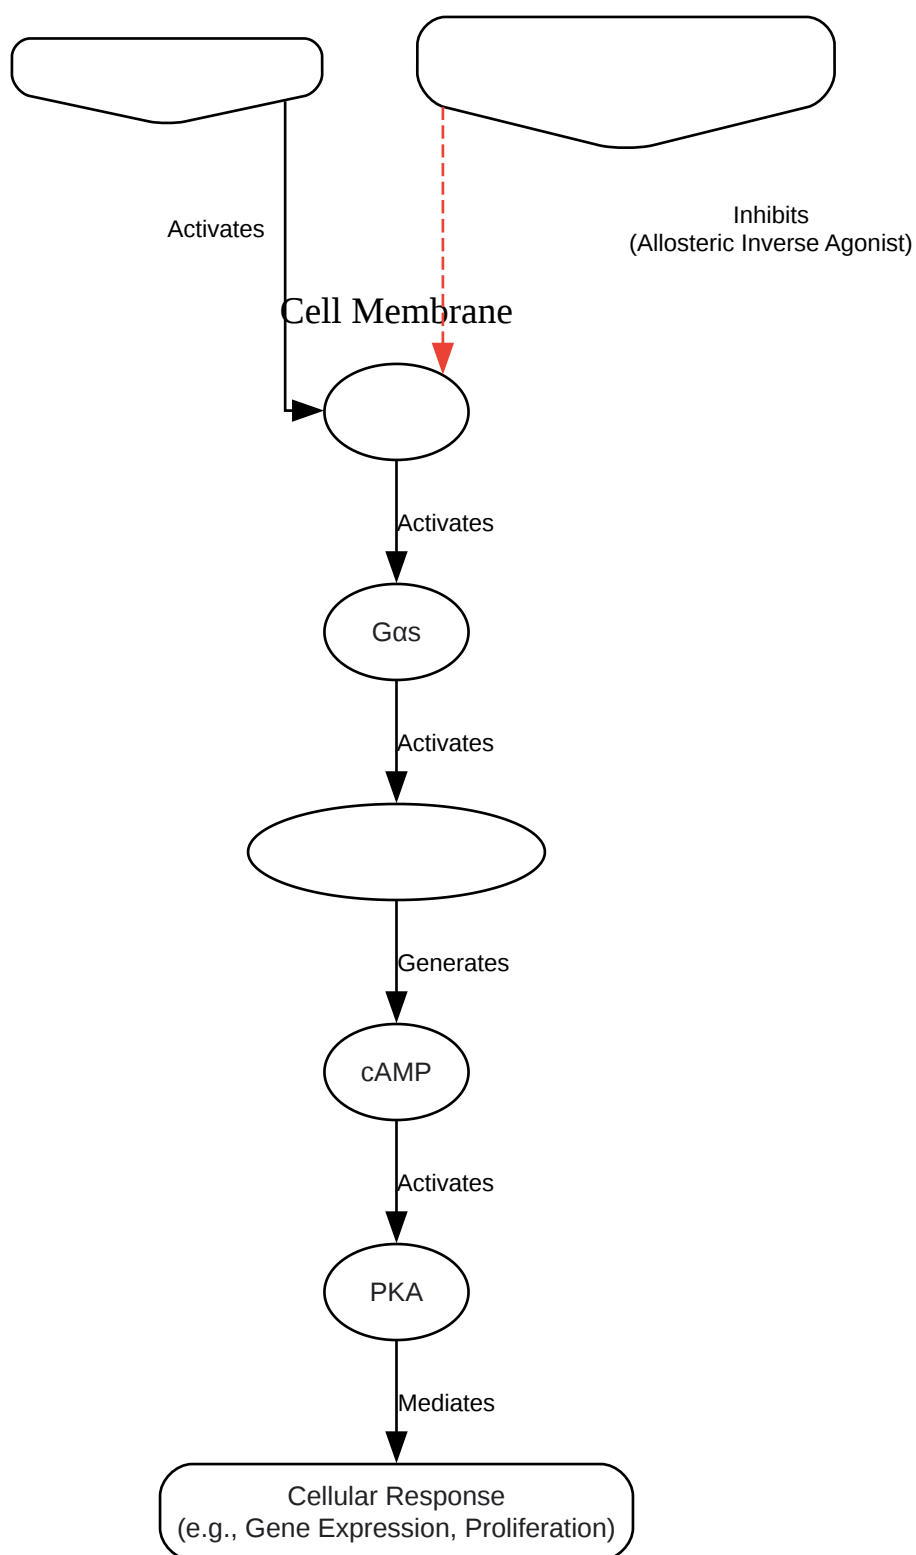 Activates
Inhibits
(Allosteric Inverse Agonist)
Cell Membrane
Activates
Gαs
Activates
Generates
cAMP
Activates
PKA
Mediates
Cellular Response
(e.g., Gene Expression, Proliferation)